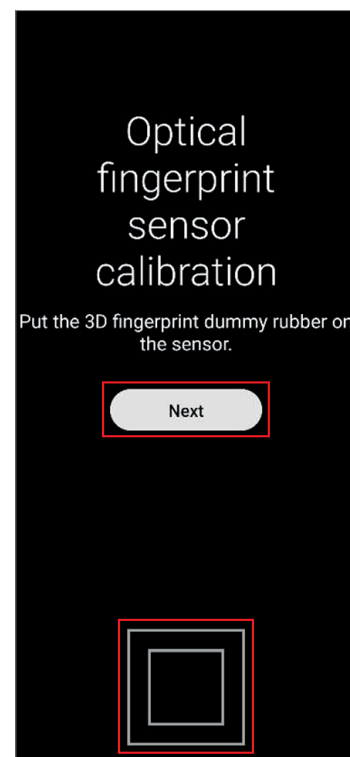 Optical
fingerprint
sensor
calibration
Put the 3D fingerprint dummy rubber on
the sensor.
Next